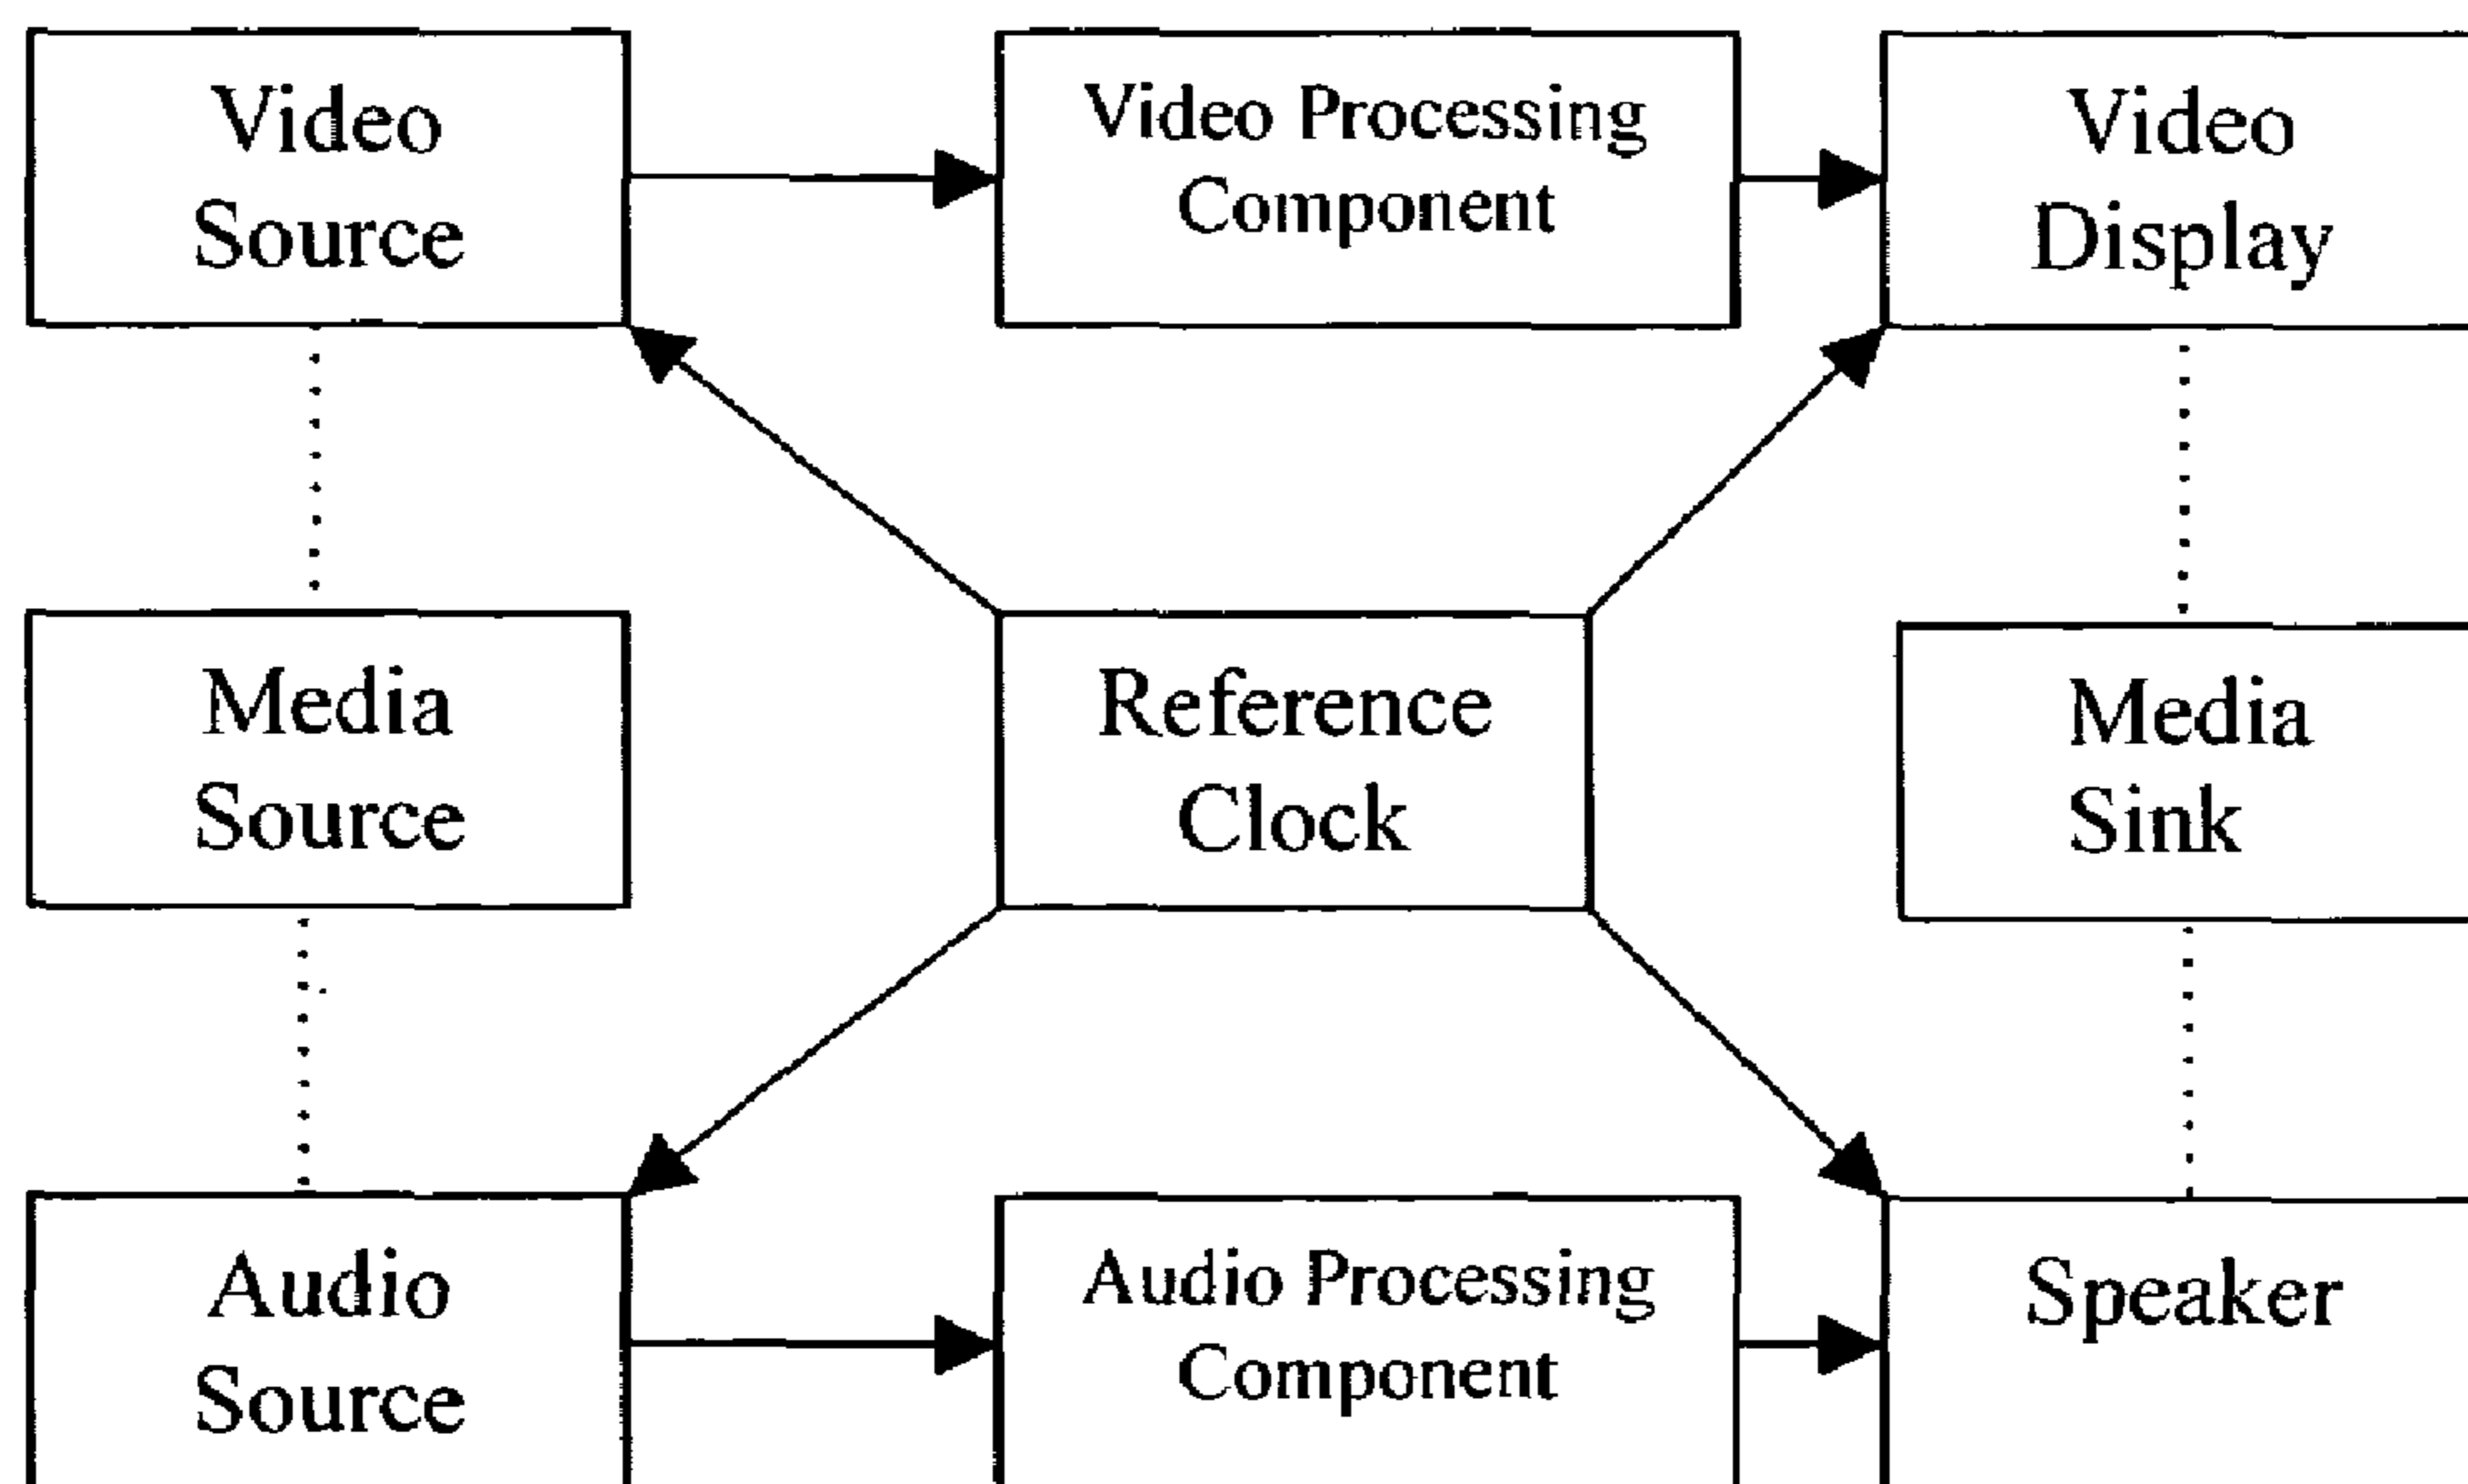 Video
Source
Video Processing
Component
Video
Display
Media
Source
Reference
Clock
Media
Sink
Audio
Source
Audio Processing
Component
Speaker